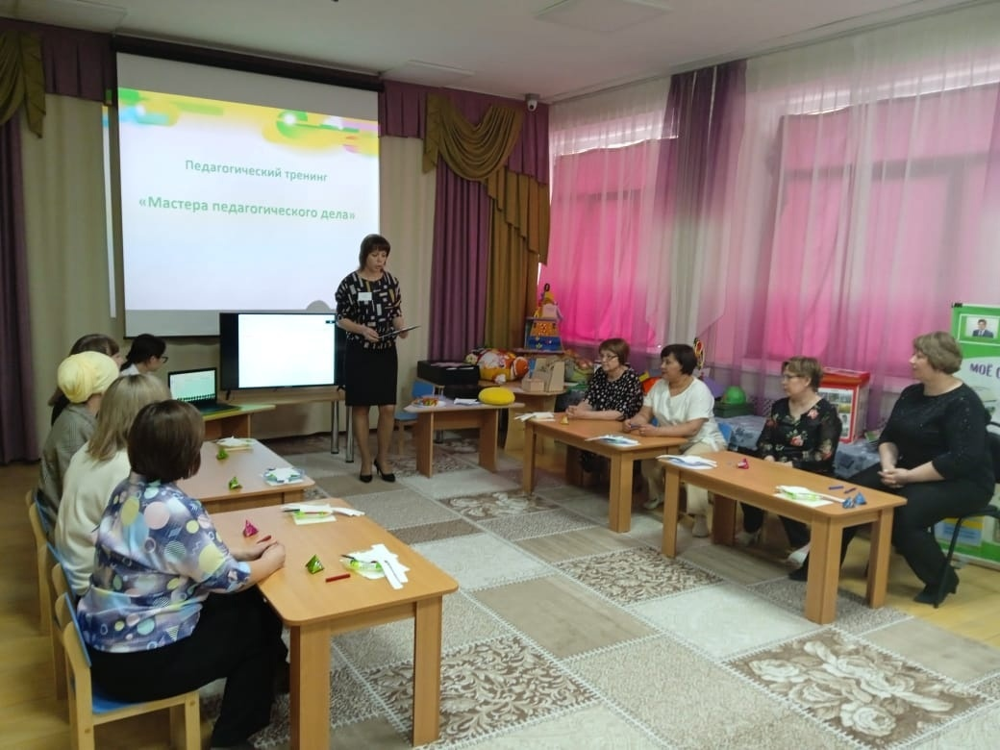 Педагогический тренинг
«Мастера педагогического дела»
МОЁ